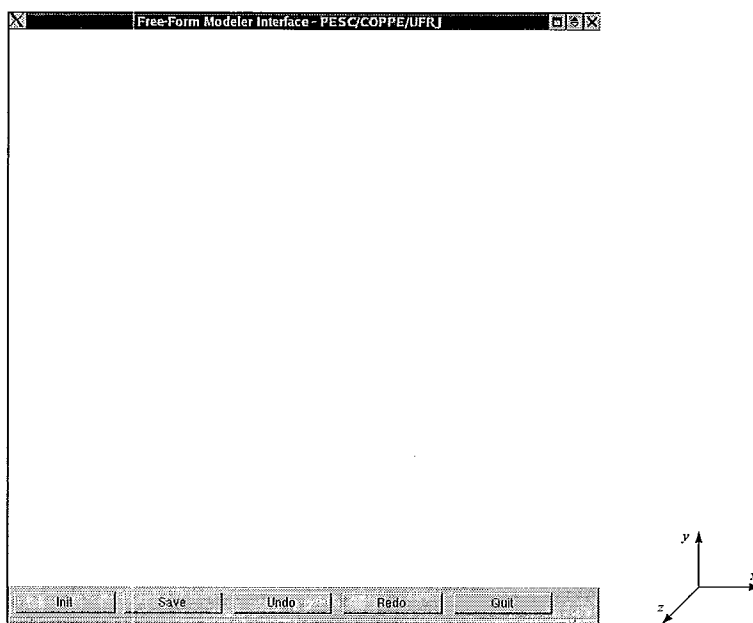 Free-Form Modeler Interface - PESC/COPPE/UFRJ
Init Save Undo Redo Quit
y
x
z